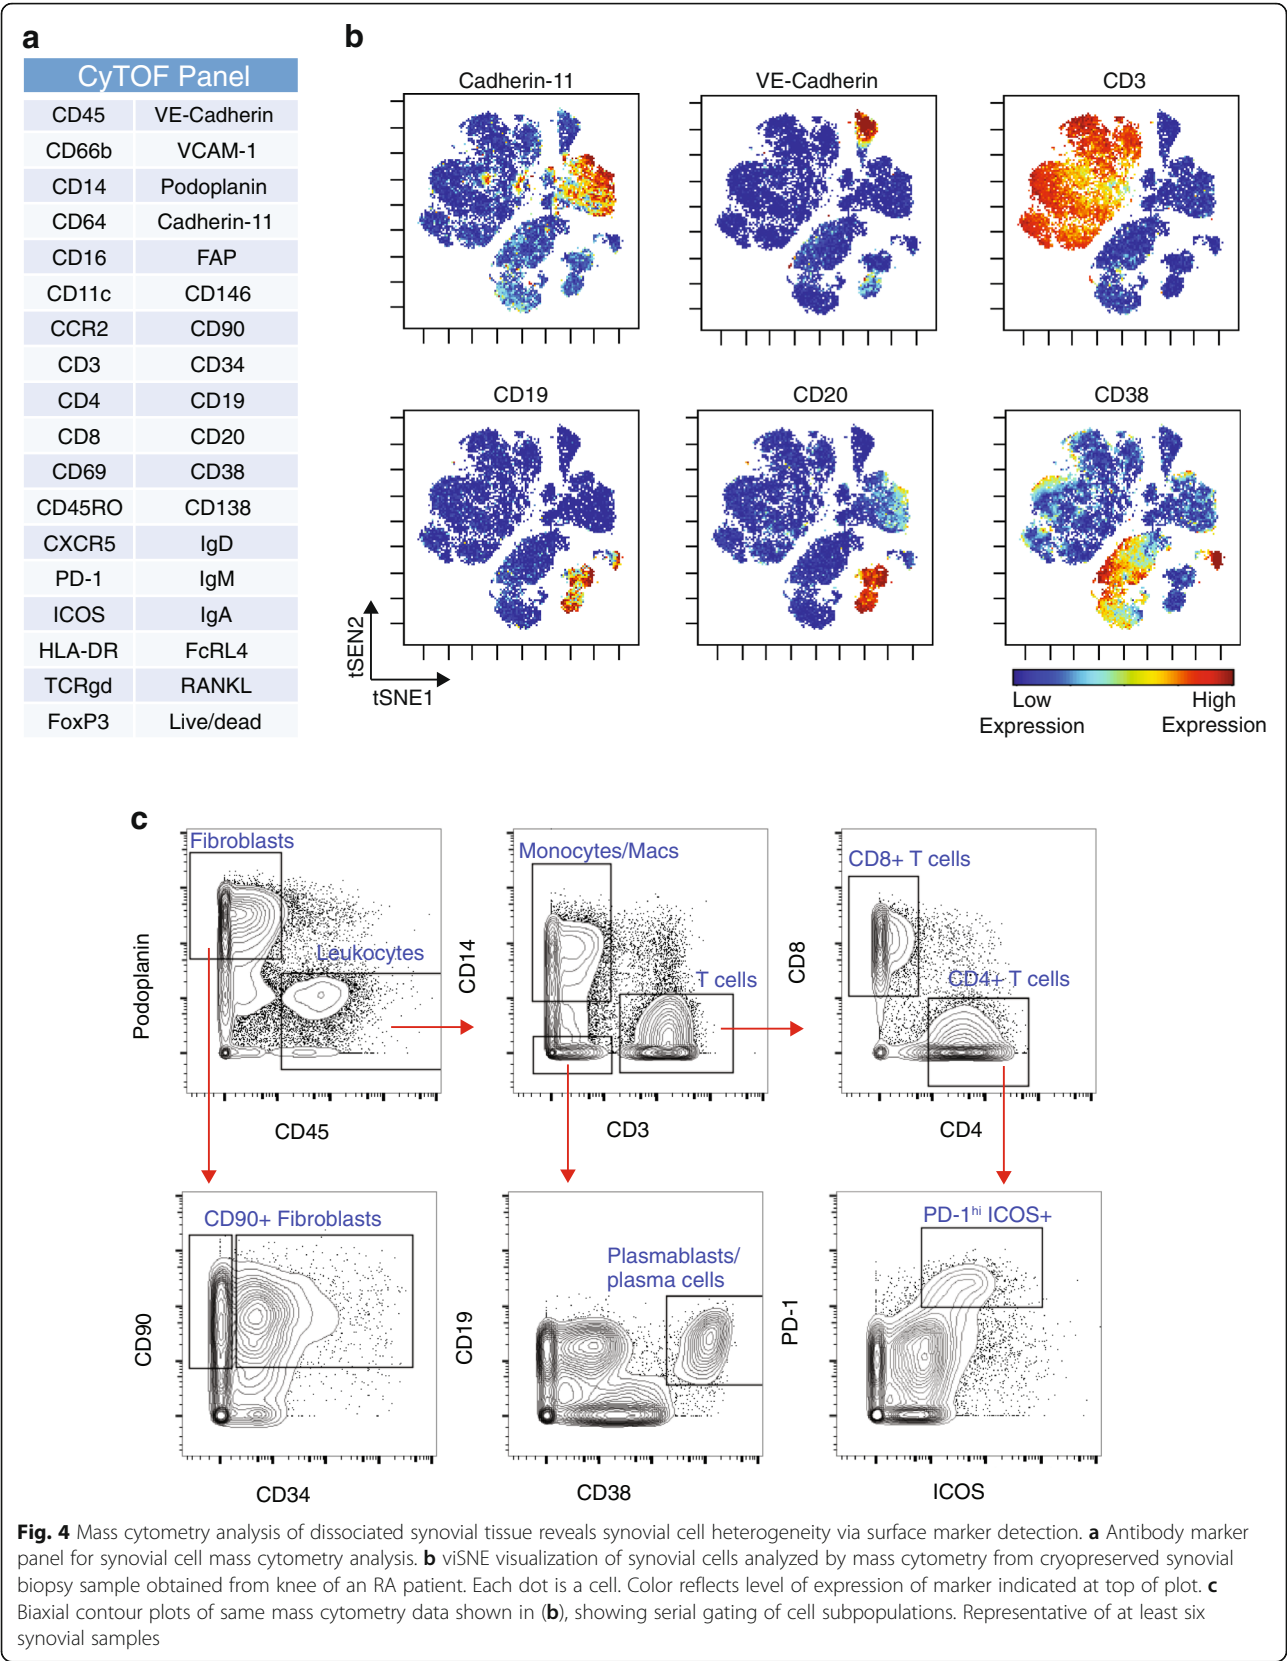 a
CyTOF Panel
CD45 VE-Cadherin
CD66b VCAM-1
CD14 Podoplanin
CD64 Cadherin-11
CD16 FAP
CD11c CD146
CCR2 CD90
CD3 CD34
CD4 CD19
CD8 CD20
CD69 CD38
CD45RO CD138
CXCR5 IgD
PD-1 IgM
ICOS IgA
HLA-DR FcRL4
TCRgd RANKL
FoxP3 Live/dead
b
Cadherin-11 VE-Cadherin CD3
CD19 CD20 CD38
tSEN2
tSNE1
Low Expression
High Expression
c
Fibroblasts
Leukocytes
Podoplanin
CD45
Monocytes/Macs
T cells
CD14
CD3
CD8+ T cells
CD4+ T cells
CD8
CD4
CD90+ Fibroblasts
CD90
CD34
Plasmablasts/
plasma cells
CD19
CD38
PD-1hi ICOS+
PD-1
ICOS
Fig. 4 Mass cytometry analysis of dissociated synovial tissue reveals synovial cell heterogeneity via surface marker detection. a Antibody marker
panel for synovial cell mass cytometry analysis. b viSNE visualization of synovial cells analyzed by mass cytometry from cryopreserved synovial
biopsy sample obtained from knee of an RA patient. Each dot is a cell. Color reflects level of expression of marker indicated at top of plot. c
Biaxial contour plots of same mass cytometry data shown in (b), showing serial gating of cell subpopulations. Representative of at least six
synovial samples